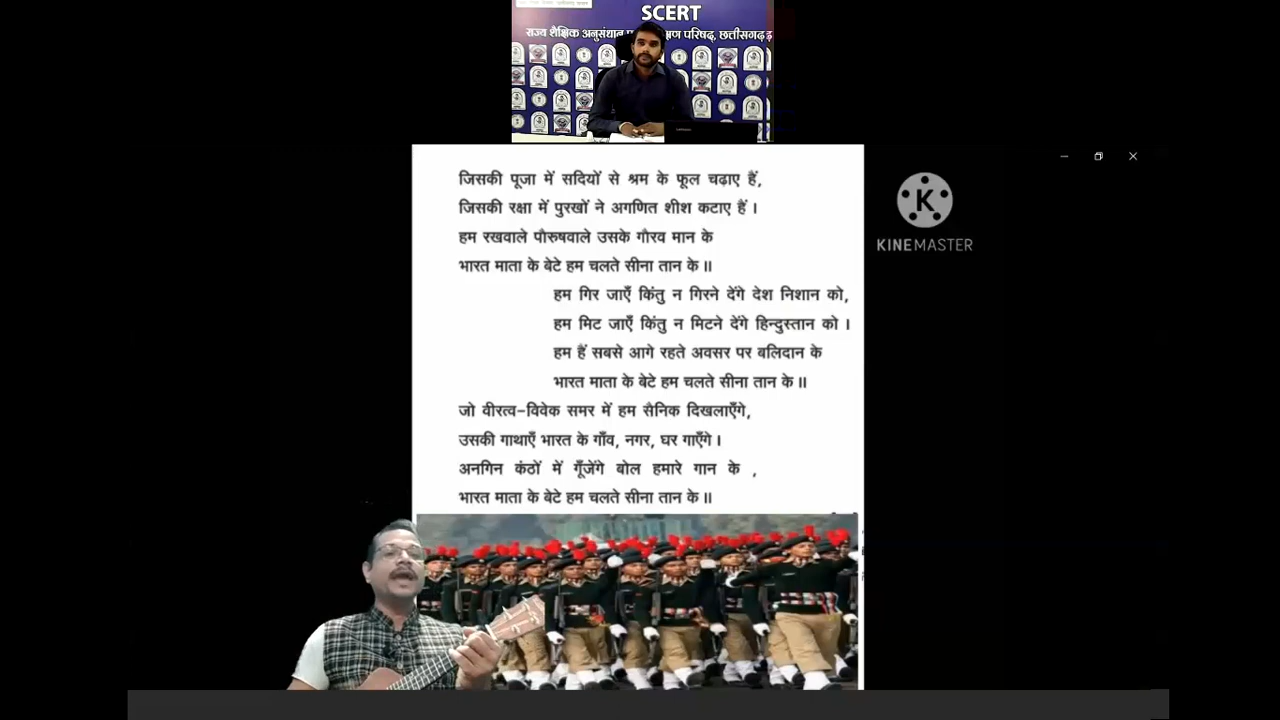 SCERT
राज्य शैक्षिक अनुसंधान परिषद्, छत्तीसगढ़
जिसकी पूजा में सदियों से श्रम के फूल चढ़ाए हैं,
जिसकी रक्षा में पुरखों ने अगणित शीश कटाए हैं ।
हम रखवाले पौरुषवाले उसके गौरव मान के
भारत माता के बेटे हम चलते सीना तान के॥
हम गिर जाएँ किंतु न गिरने देंगे देश निशान को,
हम मिट जाएँ किंतु न मिटने देंगे हिन्दुस्तान को ।
हम हैं सबसे आगे रहते अवसर पर बलिदान के
भारत माता के बेटे हम चलते सीना तान के॥
जो वीरत्व-विवेक समर में हम सैनिक दिखलाएँगे,
उसकी गाथाएँ भारत के गाँव, नगर, घर गाएँगे ।
अनगिन कंठों में गूँजेंगे बोल हमारे गान के ,
भारत माता के बेटे हम चलते सीना तान के॥
K
KINEMASTER